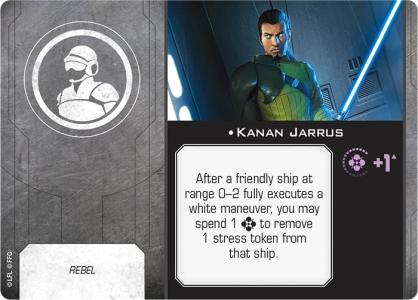 • KANAN JARRUS
After a friendly ship at
range 0–2 fully executes a
white maneuver, you may
spend 1 to remove
1 stress token from
that ship.
+1
REBEL
© LFL © FFG